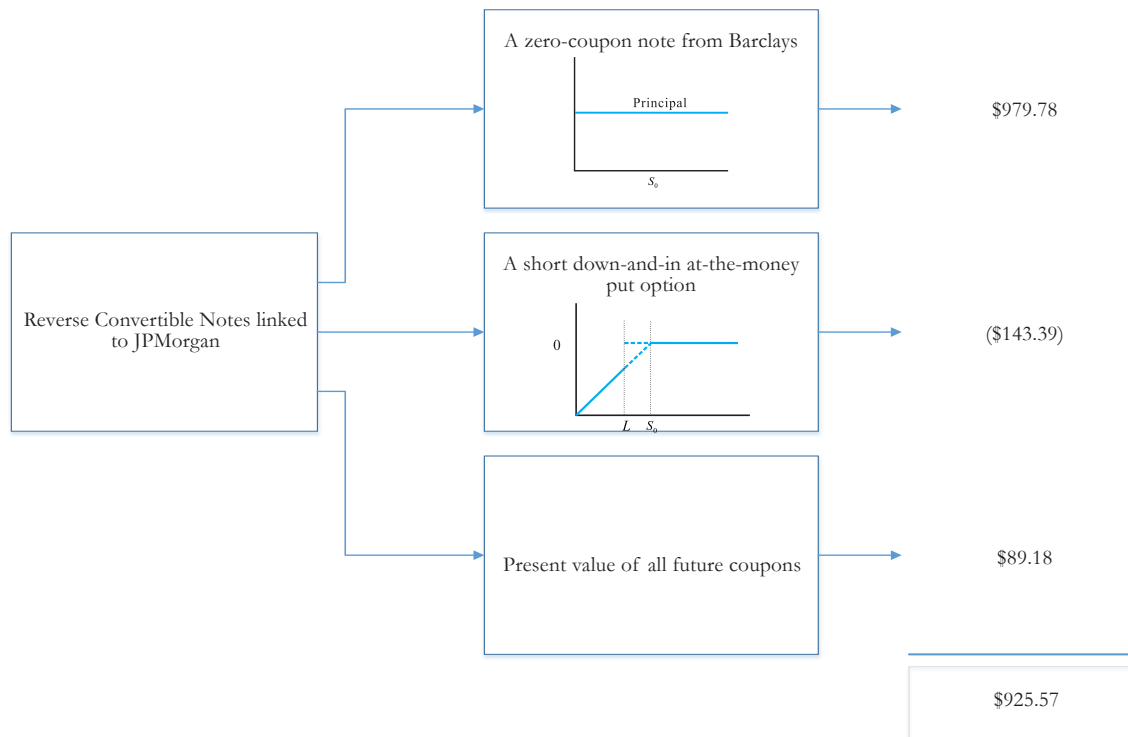 A zero-coupon note from Barclays
Principal
S0
$979.78
Reverse Convertible Notes linked
to JPMorgan
A short down-and-in at-the-money
put option
0
L S0
($143.39)
Present value of all future coupons
$89.18
$925.57